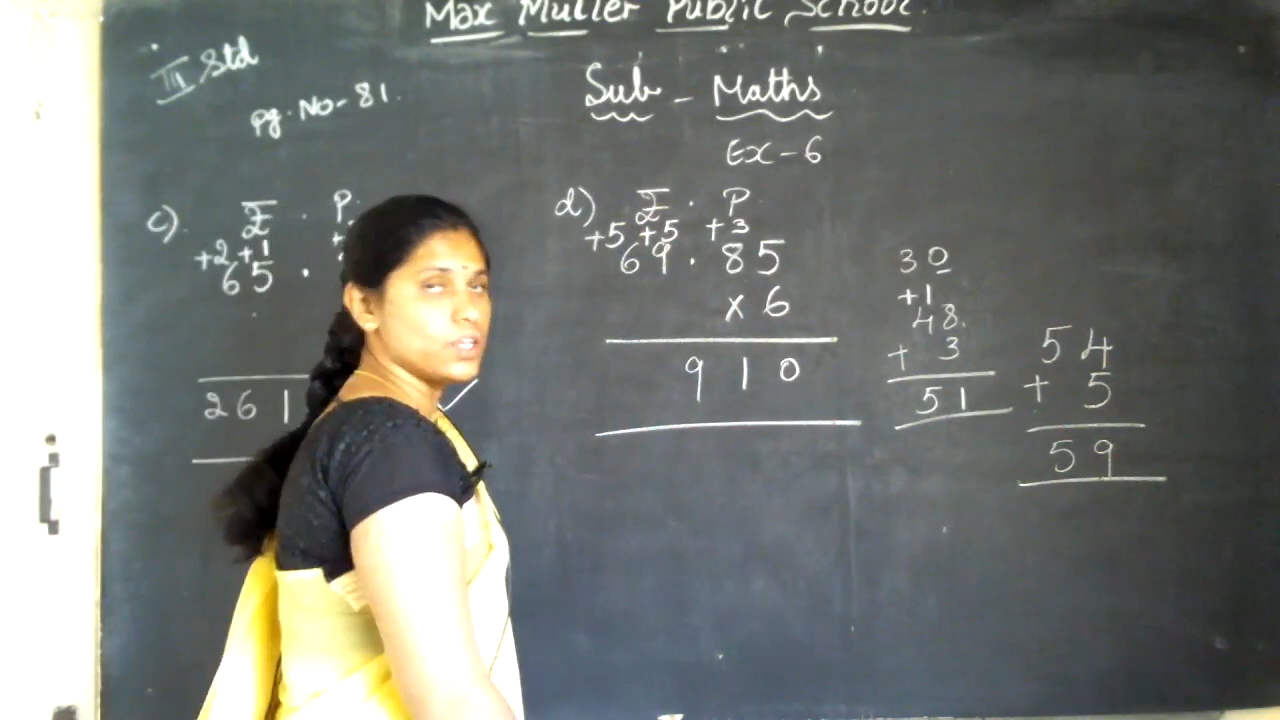 Max Muller Public School.
III Std
Pg. No - 81.
Sub - Maths
Ex - 6
c). ₹ . P.
+2 +1
65 .
261
d) ₹ . P.
+5 +5 +3
69 . 85
x 6
910
30
+1
48.
+ 3
51
54
+ 5
59